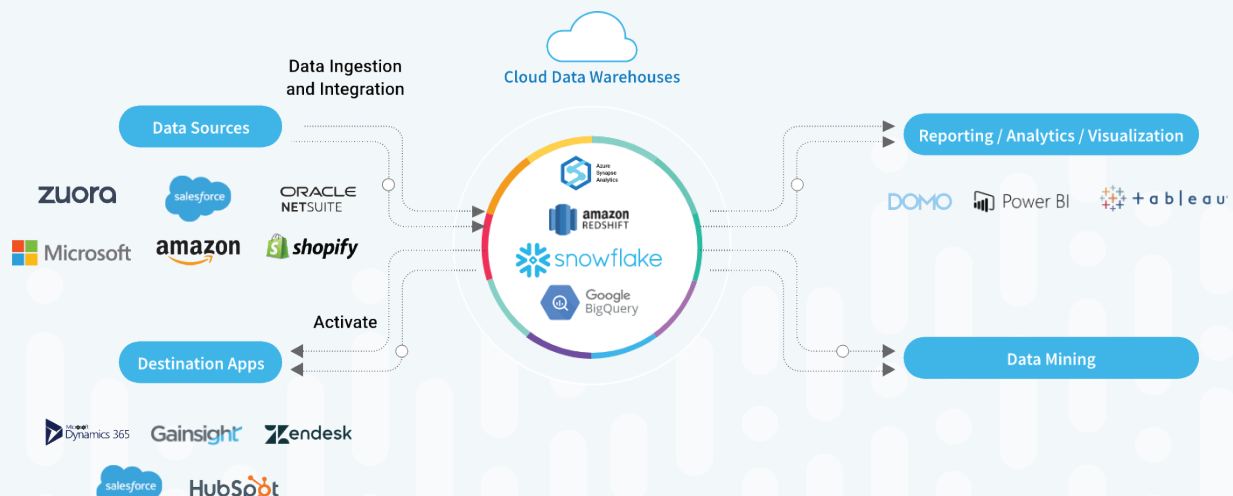 Data Ingestion
and Integration
Cloud Data Warehouses
Data Sources
Reporting / Analytics / Visualization
zuora
salesforce
ORACLE
NETSUITE
Microsoft
amazon
shopify
Azure
Synapse
Analytics
amazon
REDSHIFT
snowflake
Google
BigQuery
DOMO
Power BI
+ableau
Activate
Destination Apps
Data Mining
Microsoft
Dynamics 365
Gainsight
zendesk
salesforce
HubSpot